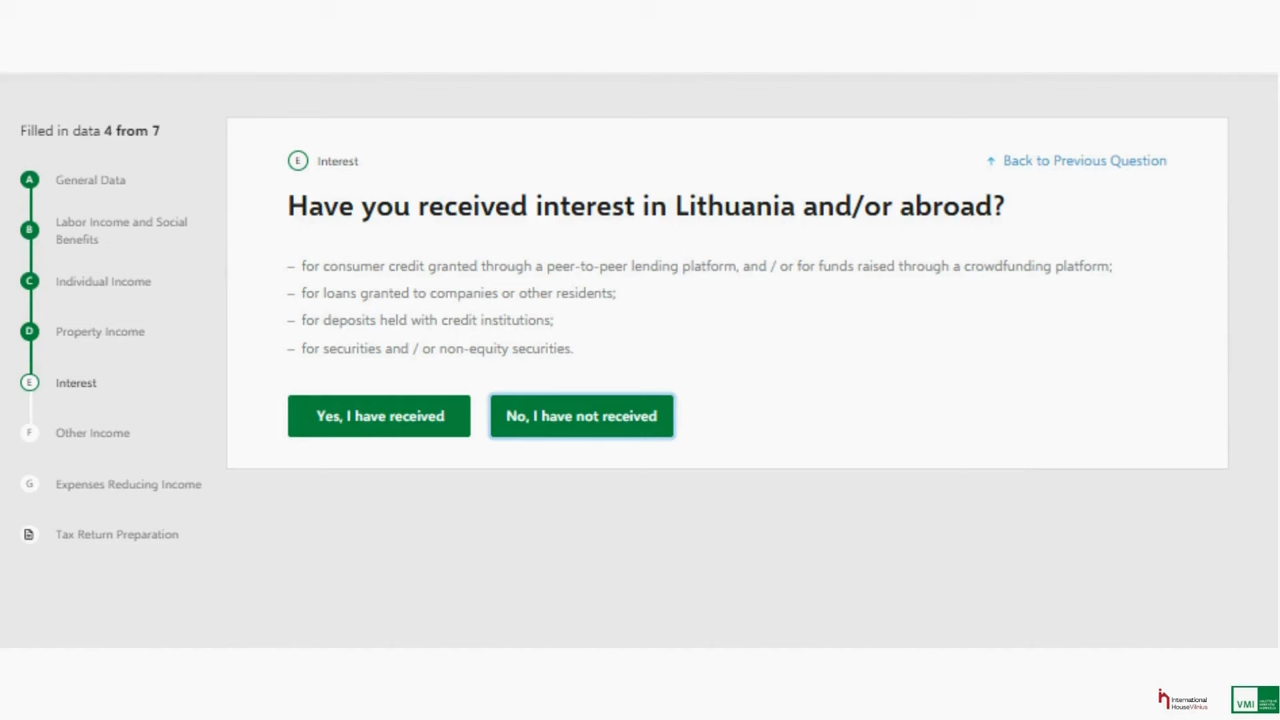 Filled in data 4 from 7
A General Data
B Labor Income and Social
Benefits
C Individual Income
D Property Income
E Interest
F Other Income
G Expenses Reducing Income
Tax Return Preparation
E Interest
↑ Back to Previous Question
Have you received interest in Lithuania and/or abroad?
– for consumer credit granted through a peer-to-peer lending platform, and / or for funds raised through a crowdfunding platform;
– for loans granted to companies or other residents;
– for deposits held with credit institutions;
– for securities and / or non-equity securities.
Yes, I have received
No, I have not received
International
House Vilnius
VMI